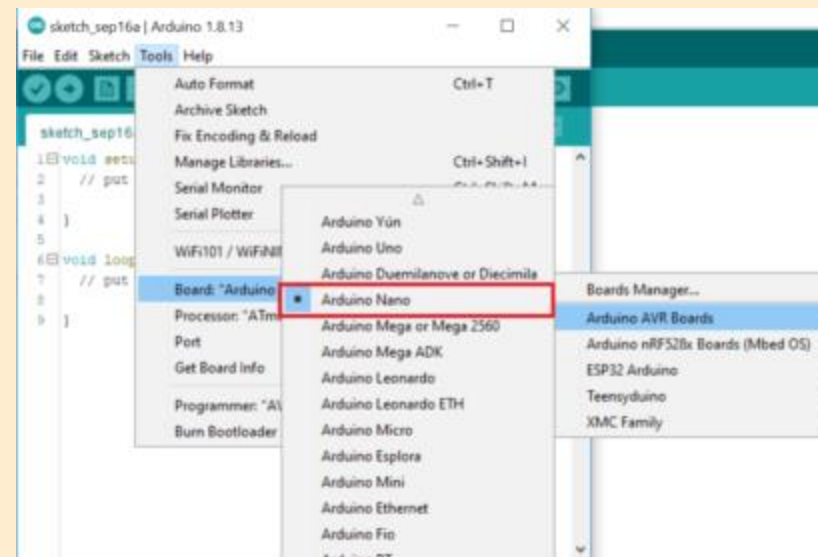 sketch_sep16a | Arduino 1.8.13
File Edit Sketch Tools Help
sketch_sep16
1 void setu
2 // put
3
4 }
5
6 void loop
7 // put
8
9 }
Auto Format Ctrl+T
Archive Sketch
Fix Encoding & Reload
Manage Libraries... Ctrl+Shift+I
Serial Monitor
Serial Plotter
WiFi101 / WiFiNI
Board: "Arduino
Processor: "ATm
Port
Get Board Info
Programmer: "AV
Burn Bootloader
Arduino Yún
Arduino Uno
Arduino Duemilanove or Diecimila
Arduino Nano
Arduino Mega or Mega 2560
Arduino Mega ADK
Arduino Leonardo
Arduino Leonardo ETH
Arduino Micro
Arduino Esplora
Arduino Mini
Arduino Ethernet
Arduino Fio
Boards Manager...
Arduino AVR Boards
Arduino nRF528x Boards (Mbed OS)
ESP32 Arduino
Teensyduino
XMC Family